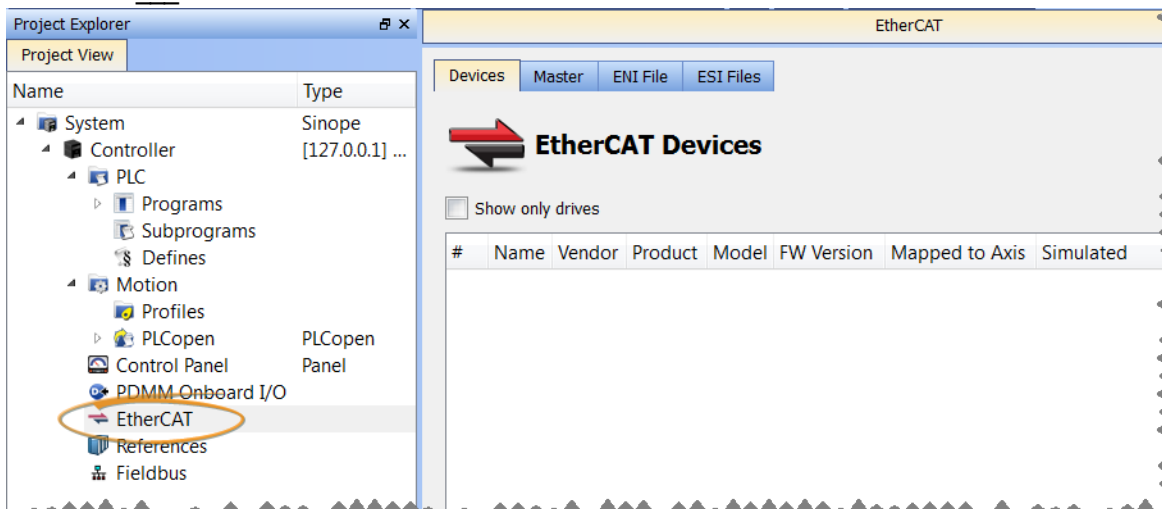 Project Explorer
Project View
Name Type
System Sinope
Controller [127.0.0.1] ...
PLC
Programs
Subprograms
Defines
Motion
Profiles
PLCopen PLCopen
Control Panel Panel
PDMM Onboard I/O
EtherCAT
References
Fieldbus
EtherCAT
Devices Master ENI File ESI Files
EtherCAT Devices
Show only drives
# Name Vendor Product Model FW Version Mapped to Axis Simulated